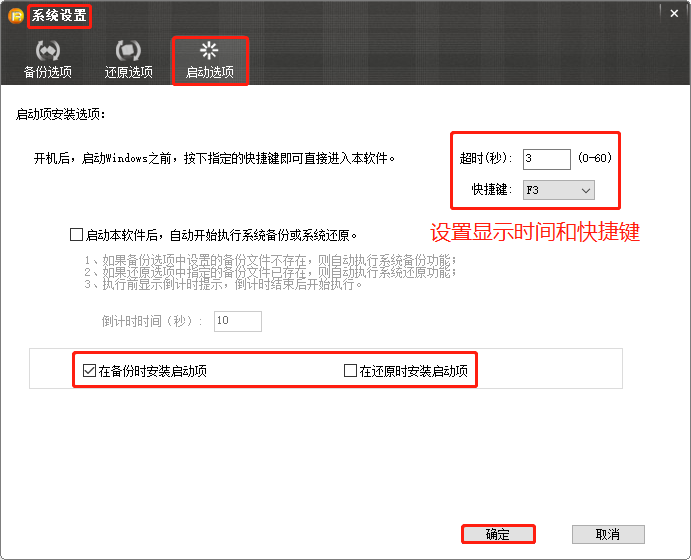 系统设置
备份选项 还原选项 启动选项
启动项安装选项：
开机后，启动Windows之前，按下指定的快捷键即可直接进入本软件。
超时(秒)： 3 (0-60)
快捷键： F3
设置显示时间和快捷键
启动本软件后，自动开始执行系统备份或系统还原。
1、如果备份选项中设置的备份文件不存在，则自动执行系统备份功能；
2、如果还原选项中指定的备份文件已存在，则自动执行系统还原功能；
3、执行前显示倒计时提示，倒计时结束后开始执行。
倒计时时间（秒）： 10
在备份时安装启动项 在还原时安装启动项
确定 取消